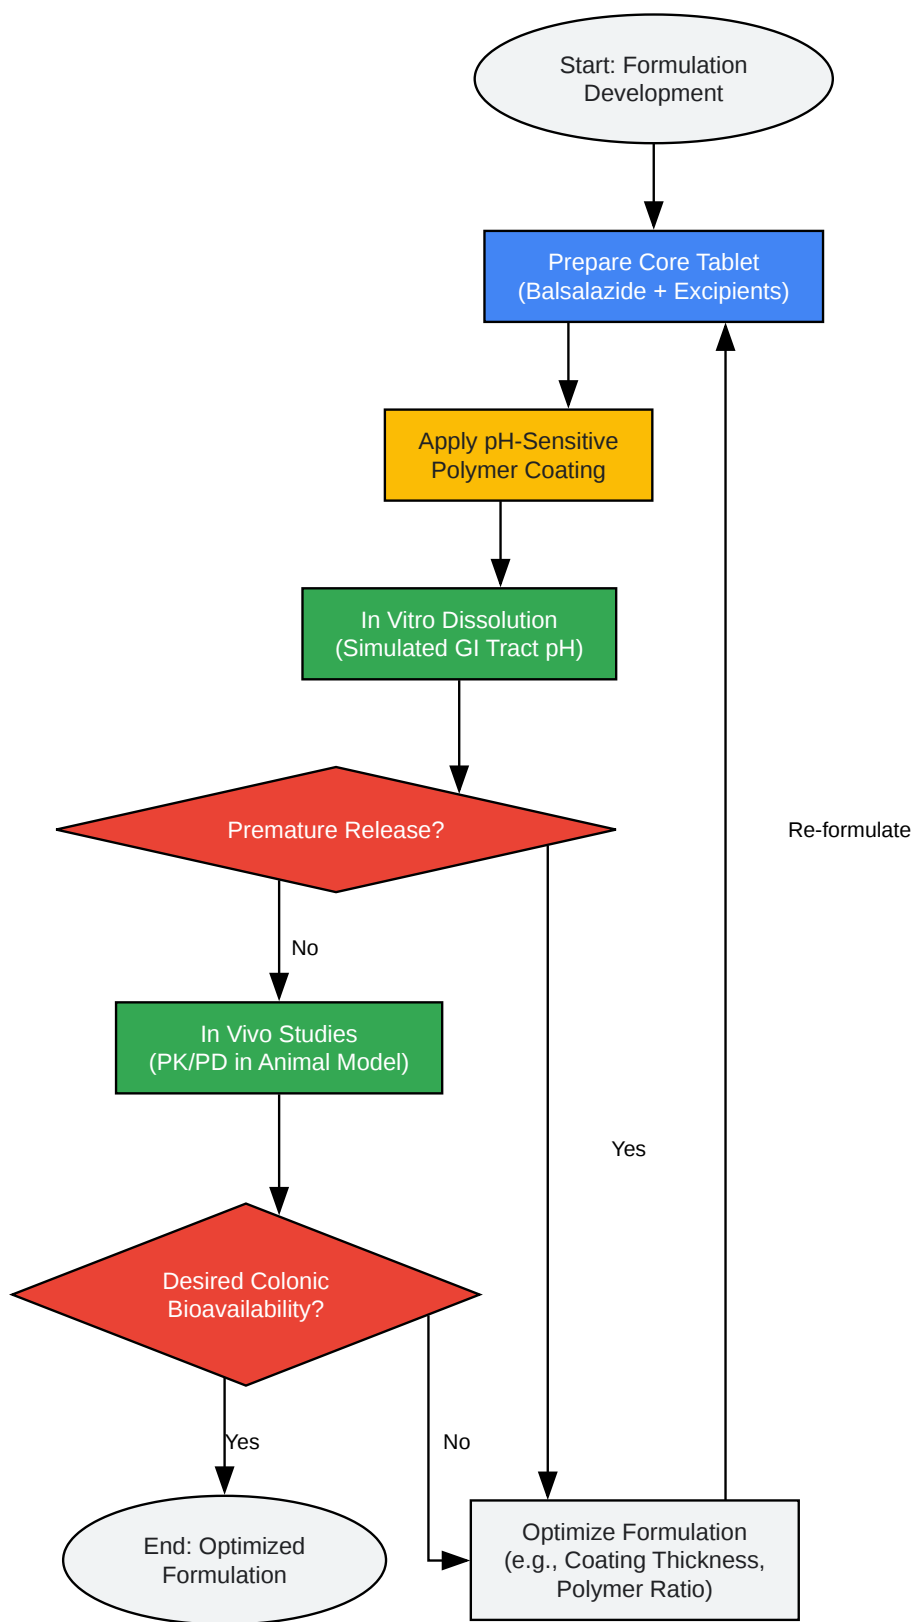 Start: Formulation
Development
Prepare Core Tablet
(Balsalazide + Excipients)
Apply pH-Sensitive
Polymer Coating
In Vitro Dissolution
(Simulated GI Tract pH)
Premature Release?
Re-formulate
No
In Vivo Studies
(PK/PD in Animal Model)
Yes
Desired Colonic
Bioavailability?
Yes
No
End: Optimized
Formulation
Optimize Formulation
(e.g., Coating Thickness,
Polymer Ratio)